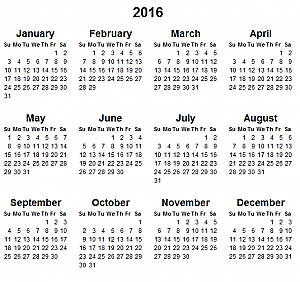 2016
January February March April
Su Mo Tu We Th Fr Sa Su Mo Tu We Th Fr Sa Su Mo Tu We Th Fr Sa Su Mo Tu We Th Fr Sa
1 2 1 2 3 4 5 6 1 2 3 4 5 1 2
3 4 5 6 7 8 9 7 8 9 10 11 12 13 6 7 8 9 10 11 12 3 4 5 6 7 8 9
10 11 12 13 14 15 16 14 15 16 17 18 19 20 13 14 15 16 17 18 19 10 11 12 13 14 15 16
17 18 19 20 21 22 23 21 22 23 24 25 26 27 20 21 22 23 24 25 26 17 18 19 20 21 22 23
24 25 26 27 28 29 30 28 29 27 28 29 30 31 24 25 26 27 28 29 30
31
May June July August
Su Mo Tu We Th Fr Sa Su Mo Tu We Th Fr Sa Su Mo Tu We Th Fr Sa Su Mo Tu We Th Fr Sa
1 2 3 4 5 6 7 1 2 3 4 1 2 1 2 3 4 5 6
8 9 10 11 12 13 14 5 6 7 8 9 10 11 3 4 5 6 7 8 9 7 8 9 10 11 12 13
15 16 17 18 19 20 21 12 13 14 15 16 17 18 10 11 12 13 14 15 16 14 15 16 17 18 19 20
22 23 24 25 26 27 28 19 20 21 22 23 24 25 17 18 19 20 21 22 23 21 22 23 24 25 26 27
29 30 31 26 27 28 29 30 24 25 26 27 28 29 30 28 29 30 31
31
September October November December
Su Mo Tu We Th Fr Sa Su Mo Tu We Th Fr Sa Su Mo Tu We Th Fr Sa Su Mo Tu We Th Fr Sa
1 2 3 1 1 2 3 4 5 1 2 3
4 5 6 7 8 9 10 2 3 4 5 6 7 8 6 7 8 9 10 11 12 4 5 6 7 8 9 10
11 12 13 14 15 16 17 9 10 11 12 13 14 15 13 14 15 16 17 18 19 11 12 13 14 15 16 17
18 19 20 21 22 23 24 16 17 18 19 20 21 22 20 21 22 23 24 25 26 18 19 20 21 22 23 24
25 26 27 28 29 30 23 24 25 26 27 28 29 27 28 29 30 25 26 27 28 29 30 31
30 31